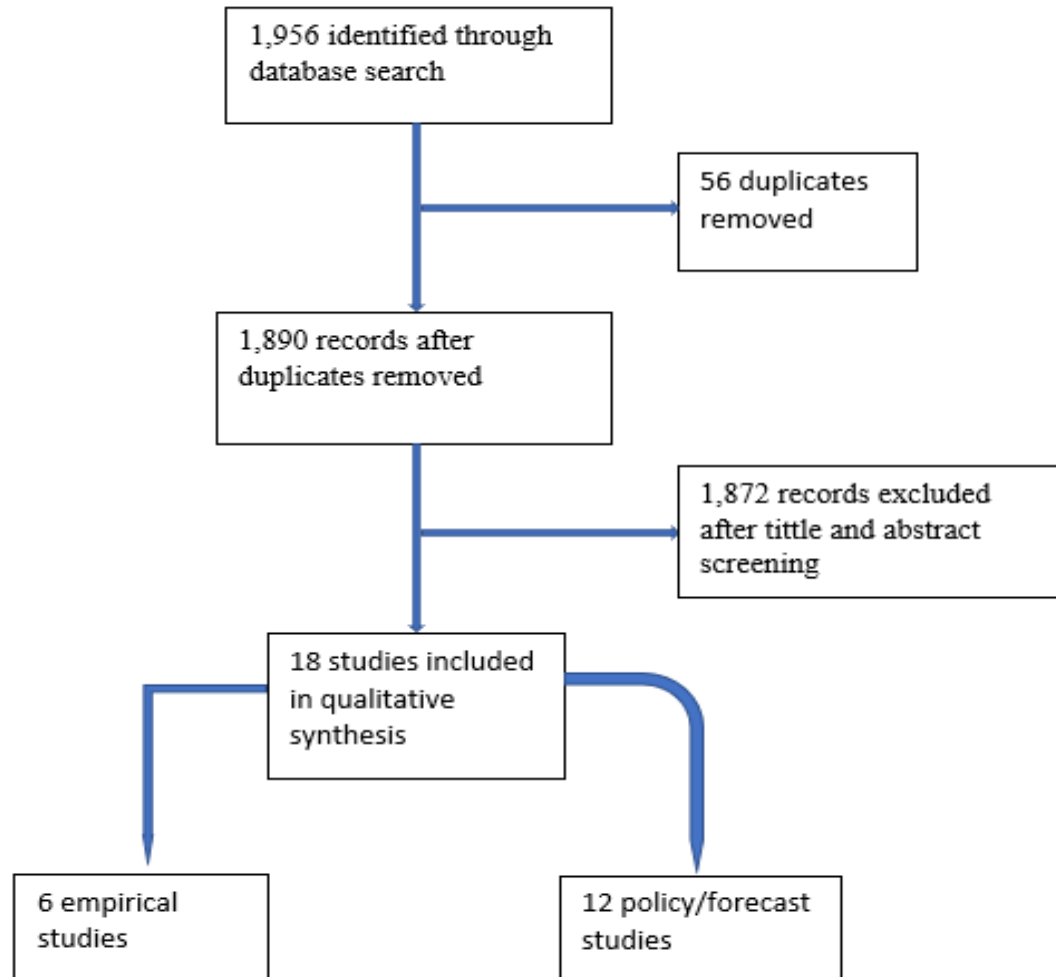 1,956 identified through
database search
56 duplicates
removed
1,890 records after
duplicates removed
1,872 records excluded
after tittle and abstract
screening
18 studies included
in qualitative
synthesis
6 empirical
studies
12 policy/forecast
studies